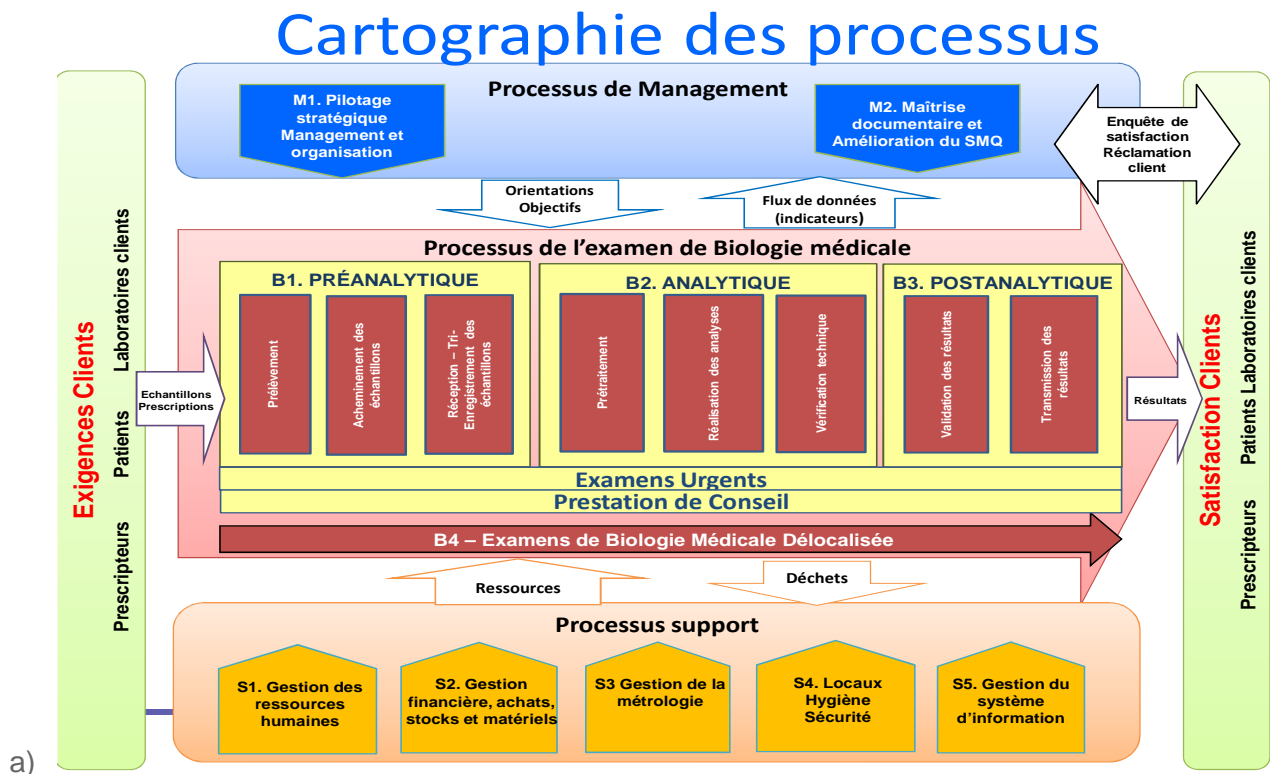 Cartographie des processus
Processus de Management
M1. Pilotage
stratégique
Management et
organisation
M2. Maîtrise
documentaire et
Amélioration du SMQ
Enquête de
satisfaction
Réclamation
client
Orientations
Objectifs
Flux de données
(indicateurs)
Exigences Clients
Prescripteurs
Patients
Laboratoires clients
Echantillons
Prescriptions
Processus de l'examen de Biologie médicale
B1. PRÉANALYTIQUE
Prélèvement
Acheminement des
échantillons
Réception – Tri-
Enregistrement des
échantillons
B2. ANALYTIQUE
Prétraitement
Réalisation des analyses
Vérification technique
B3. POSTANALYTIQUE
Validation des résultats
Transmission des
résultats
Examens Urgents
Prestation de Conseil
B4 – Examens de Biologie Médicale Délocalisée
Résultats
Satisfaction Clients
Prescripteurs
Patients
Laboratoires clients
Ressources
Déchets
Processus support
S1. Gestion des
ressources
humaines
S2. Gestion
financière, achats,
stocks et matériels
S3 Gestion de la
métrologie
S4. Locaux
Hygiène
Sécurité
S5. Gestion du
système
d'information
a)